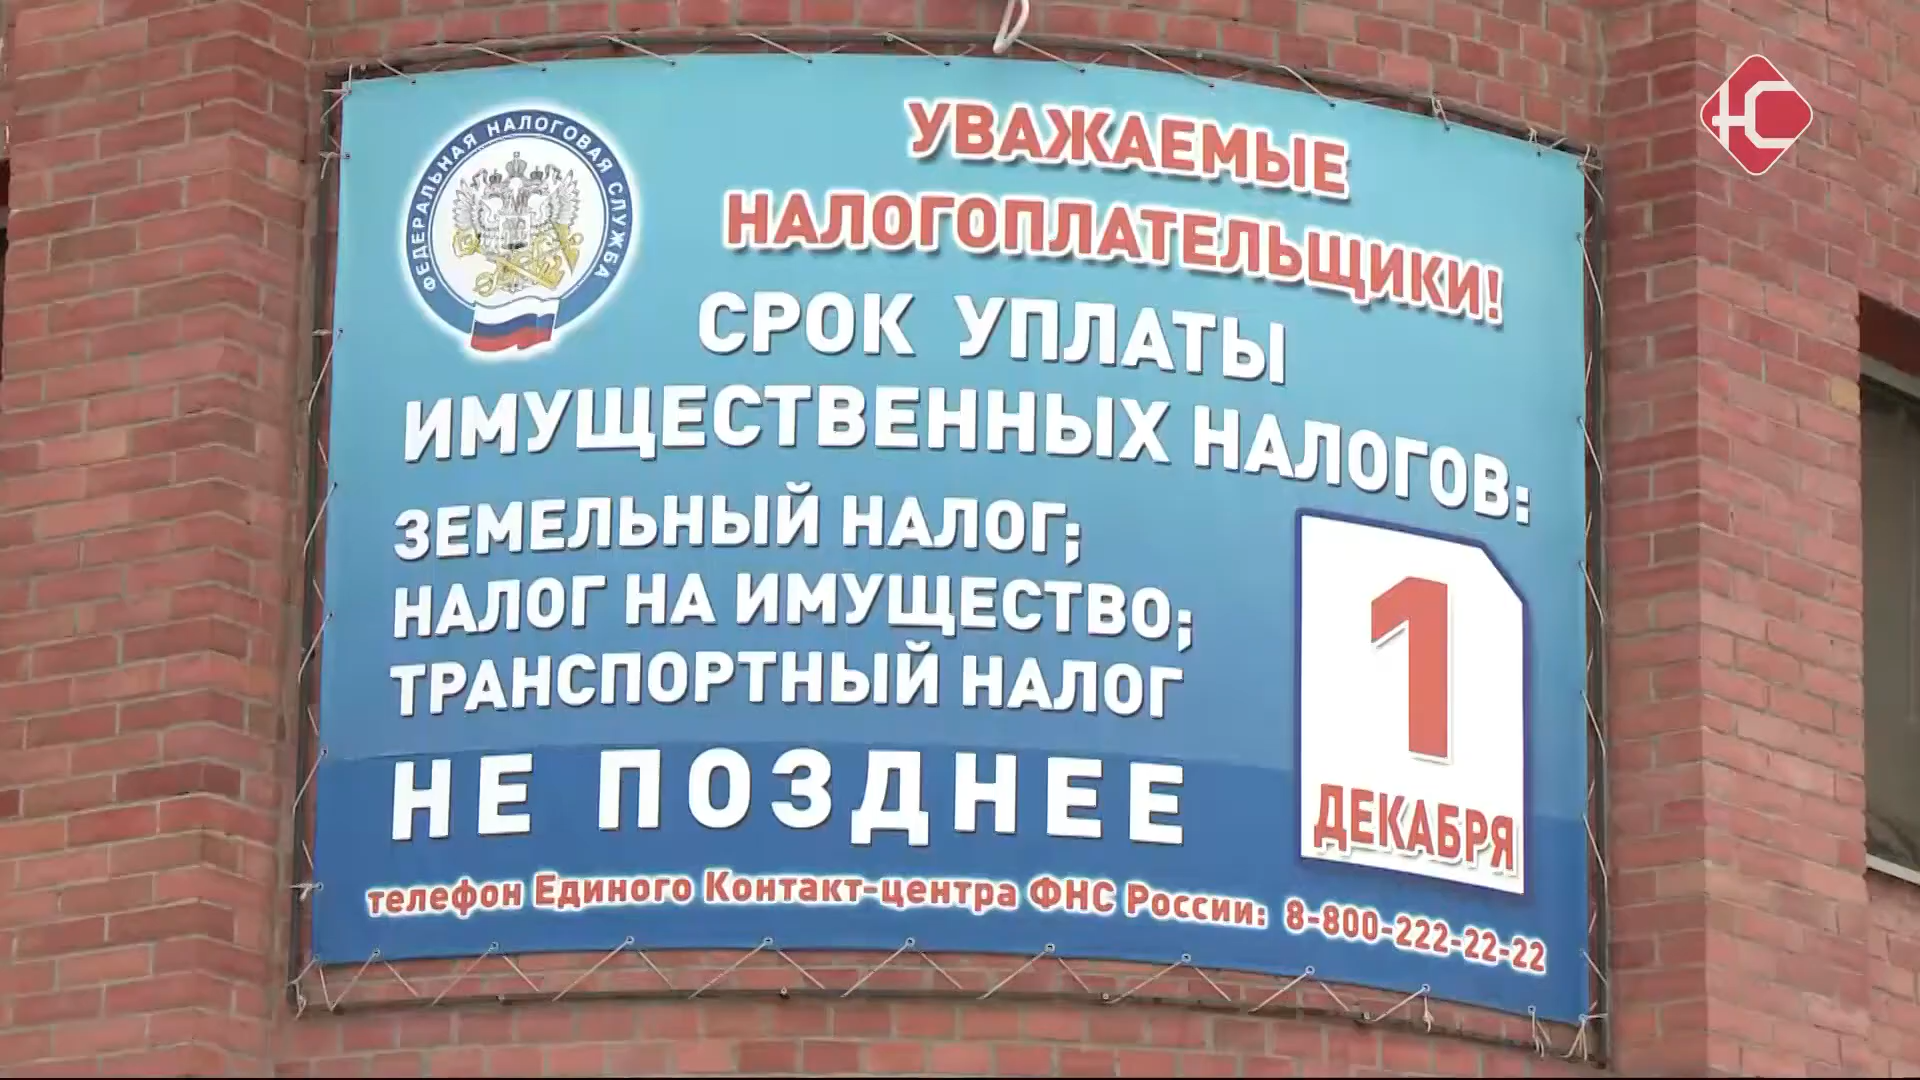 ФЕДЕРАЛЬНАЯ НАЛОГОВАЯ СЛУЖБА
УВАЖАЕМЫЕ
НАЛОГОПЛАТЕЛЬЩИКИ!
СРОК УПЛАТЫ
ИМУЩЕСТВЕННЫХ НАЛОГОВ:
ЗЕМЕЛЬНЫЙ НАЛОГ;
НАЛОГ НА ИМУЩЕСТВО;
ТРАНСПОРТНЫЙ НАЛОГ
НЕ ПОЗДНЕЕ
1
ДЕКАБРЯ
телефон Единого Контакт-центра ФНС России: 8-800-222-22-22
Ю
С